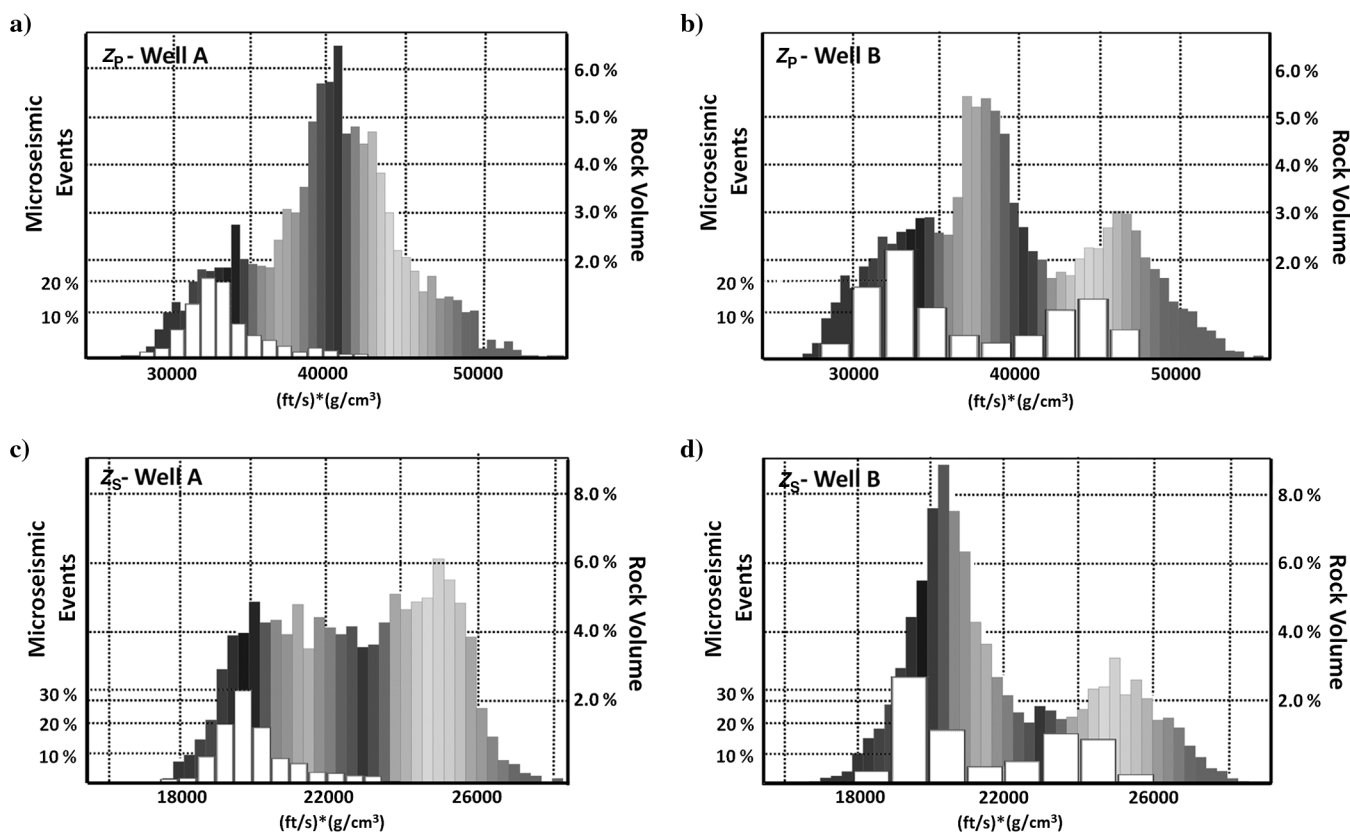 a)
Zp - Well A
Microseismic
Events
20 %
10 %
6.0 %
5.0 %
4.0 %
3.0 %
2.0 %
Rock Volume
30000
40000
50000
(ft/s)*(g/cm³)
b)
Zp - Well B
Microseismic
Events
20 %
10 %
6.0 %
5.0 %
4.0 %
3.0 %
2.0 %
Rock Volume
30000
40000
50000
(ft/s)*(g/cm³)
c)
Zs - Well A
Microseismic
Events
30 %
20 %
10 %
8.0 %
6.0 %
4.0 %
2.0 %
Rock Volume
18000
22000
26000
(ft/s)*(g/cm³)
d)
Zs - Well B
Microseismic
Events
30 %
20 %
10 %
8.0 %
6.0 %
4.0 %
2.0 %
Rock Volume
18000
22000
26000
(ft/s)*(g/cm³)